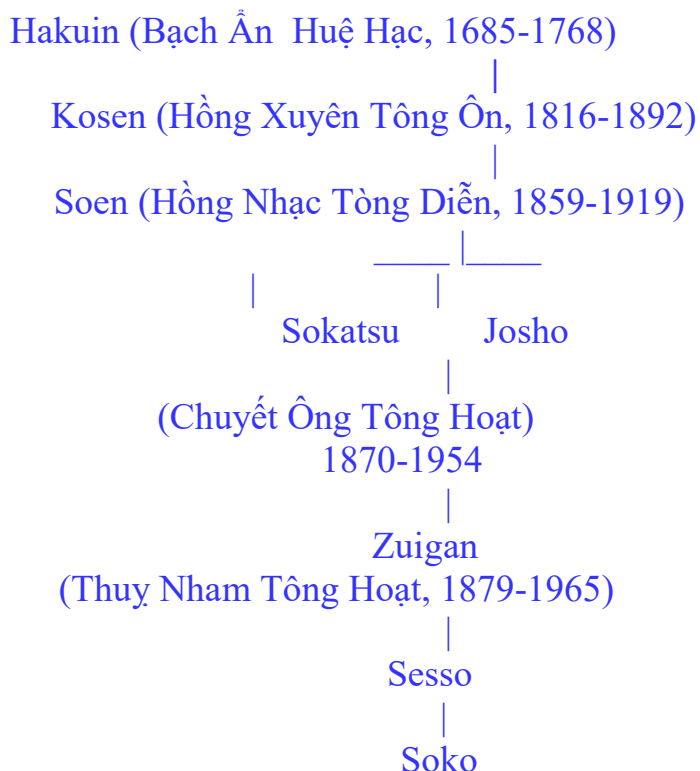 Hakuin (Bạch Ẩn Huệ Hạc, 1685-1768)
|
Kosen (Hồng Xuyên Tông Ôn, 1816-1892)
|
Soen (Hồng Nhạc Tòng Diễn, 1859-1919)
____ |____
| |
Sokatsu Josho
|
(Chuyết Ông Tông Hoạt)
1870-1954
|
Zuigan
(Thuỵ Nham Tông Hoạt, 1879-1965)
|
Sesso
|
Soko